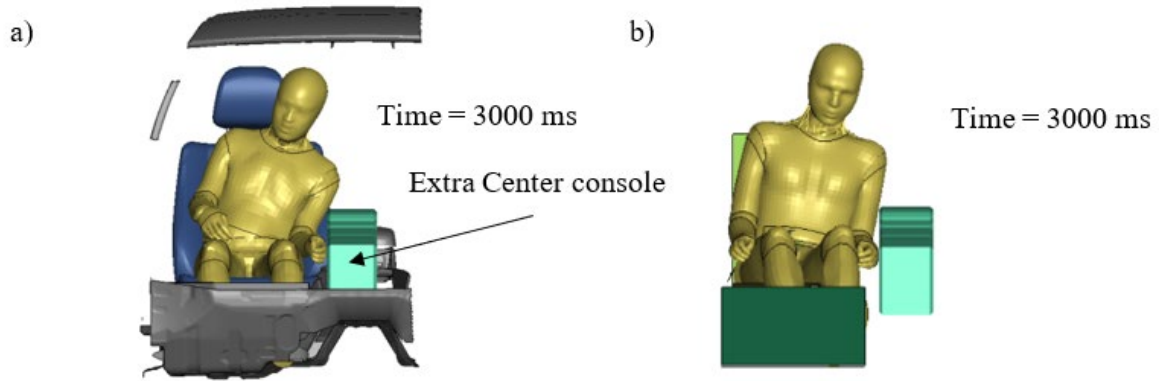 a)
b)
Time = 3000 ms
Time = 3000 ms
Extra Center console